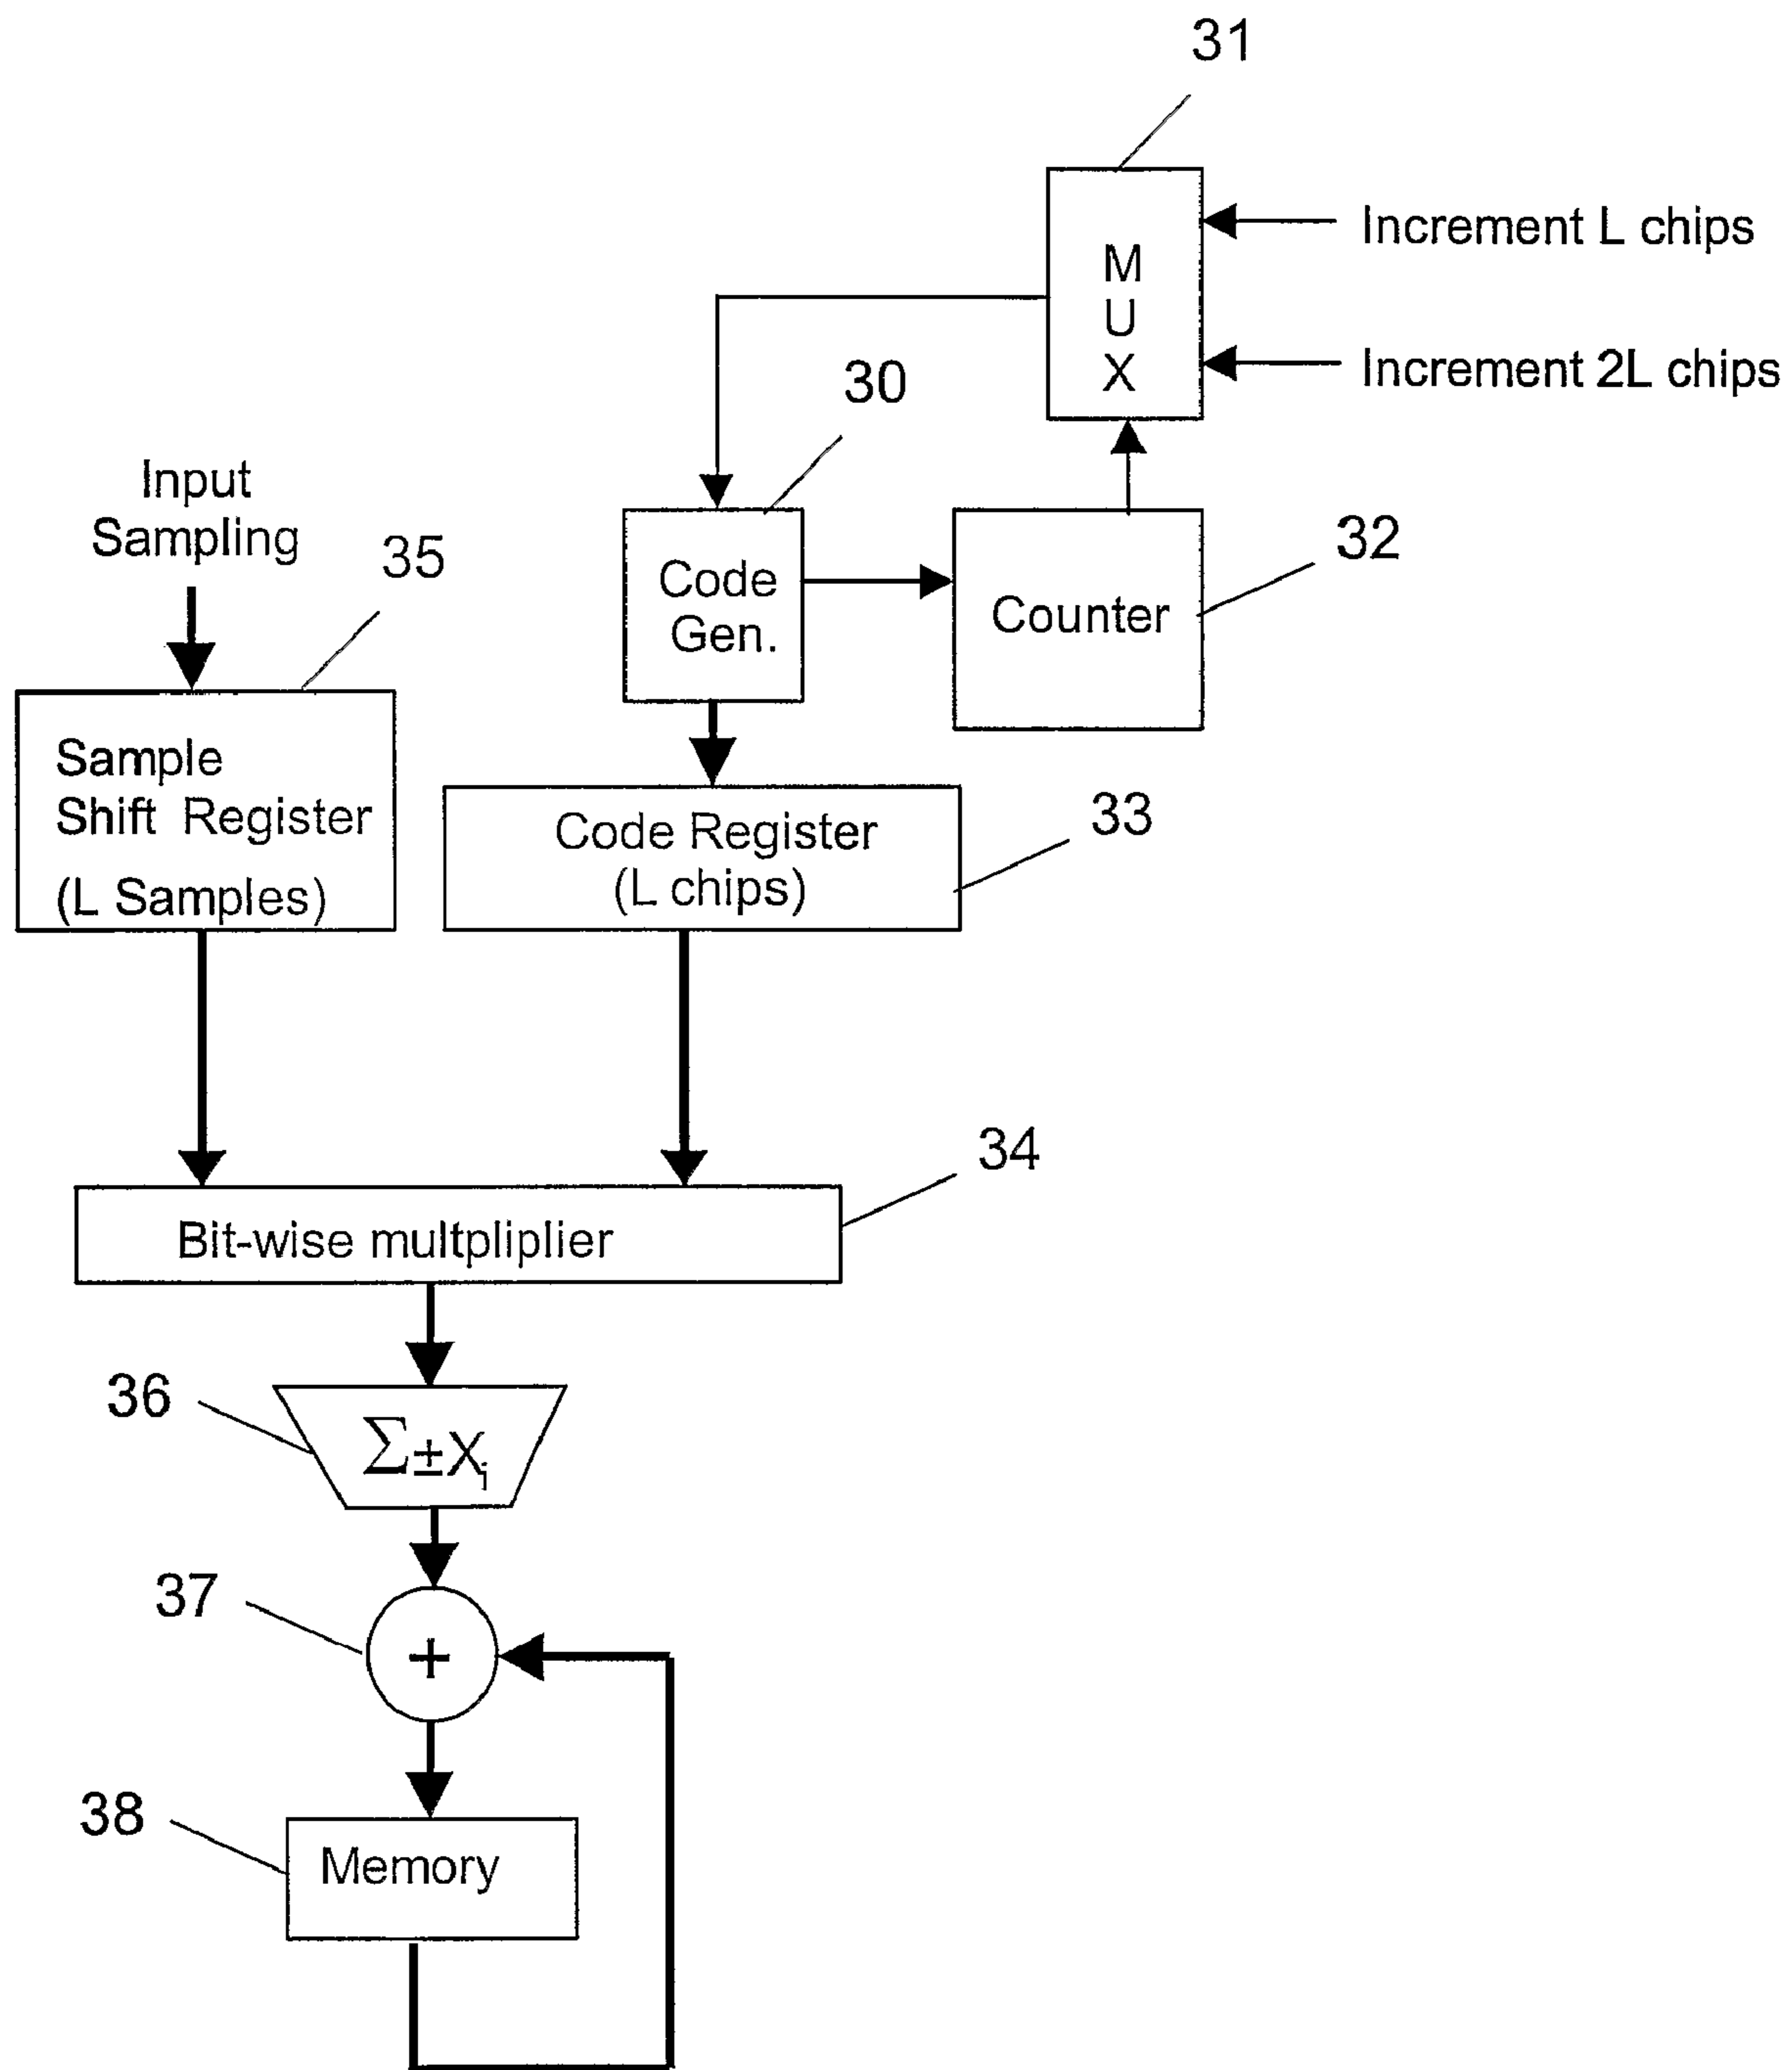 31
M
U
X
Increment L chips
Increment 2L chips
30
Input
Sampling
35
Code
Gen.
Counter
32
Sample
Shift Register
(L Samples)
Code Register
(L chips)
33
34
Bit-wise multpliplier
36
Σ±Xi
37
+
38
Memory